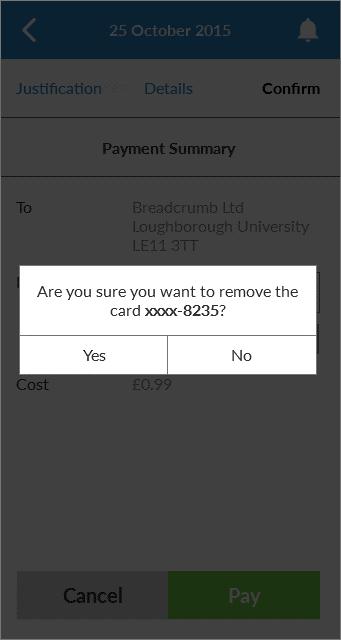 25 October 2015
Justification Details Confirm
Payment Summary
To Breadcrumb Ltd
Loughborough University
LE11 3TT
Are you sure you want to remove the
card xxxx-8235?
Yes No
Cost £0.99
Cancel Pay